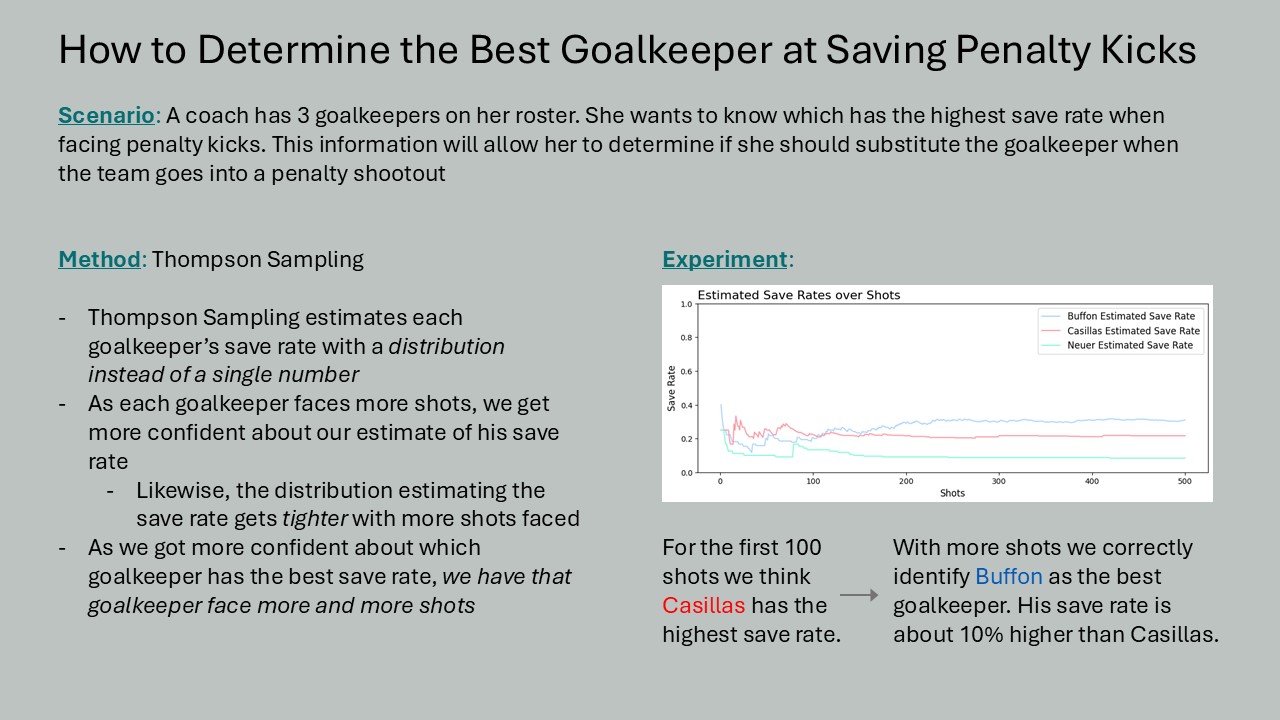 How to Determine the Best Goalkeeper at Saving Penalty Kicks
Scenario: A coach has 3 goalkeepers on her roster. She wants to know which has the highest save rate when
facing penalty kicks. This information will allow her to determine if she should substitute the goalkeeper when
the team goes into a penalty shootout
Method: Thompson Sampling
- Thompson Sampling estimates each
goalkeeper's save rate with a distribution
instead of a single number
- As each goalkeeper faces more shots, we get
more confident about our estimate of his save
rate
- Likewise, the distribution estimating the
save rate gets tighter with more shots faced
- As we got more confident about which
goalkeeper has the best save rate, we have that
goalkeeper face more and more shots
Experiment:
Estimated Save Rates over Shots
Buffon Estimated Save Rate
Casillas Estimated Save Rate
Neuer Estimated Save Rate
Save Rate
1.0
0.8
0.6
0.4
0.2
0.0
0 100 200 300 400 500
Shots
For the first 100
shots we think
Casillas has the
highest save rate.
With more shots we correctly
identify Buffon as the best
goalkeeper. His save rate is
about 10% higher than Casillas.